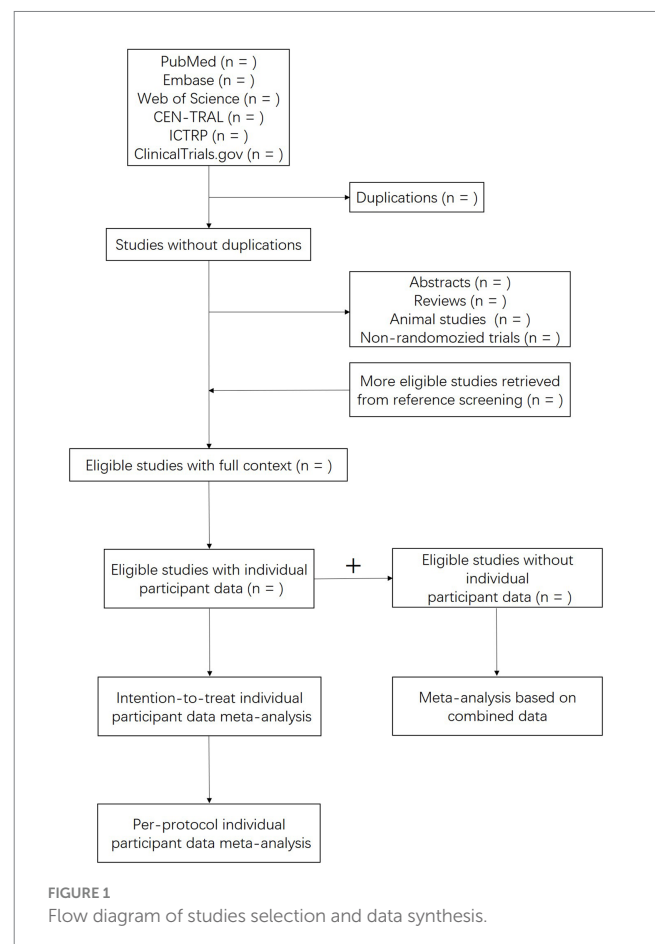 PubMed (n = )
Embase (n = )
Web of Science (n = )
CEN-TRAL (n = )
ICTRP (n = )
ClinicalTrials.gov (n = )
Duplications (n = )
Studies without duplications
Abstracts (n = )
Reviews (n = )
Animal studies (n = )
Non-randomozied trials (n = )
More eligible studies retrieved
from reference screening (n = )
Eligible studies with full context (n = )
Eligible studies with individual
participant data (n = )
+
Eligible studies without
individual
participant data (n = )
Intention-to-treat individual
participant data meta-analysis
Meta-analysis based on
combined data
Per-protocol individual
participant data meta-analysis
FIGURE 1
Flow diagram of studies selection and data synthesis.